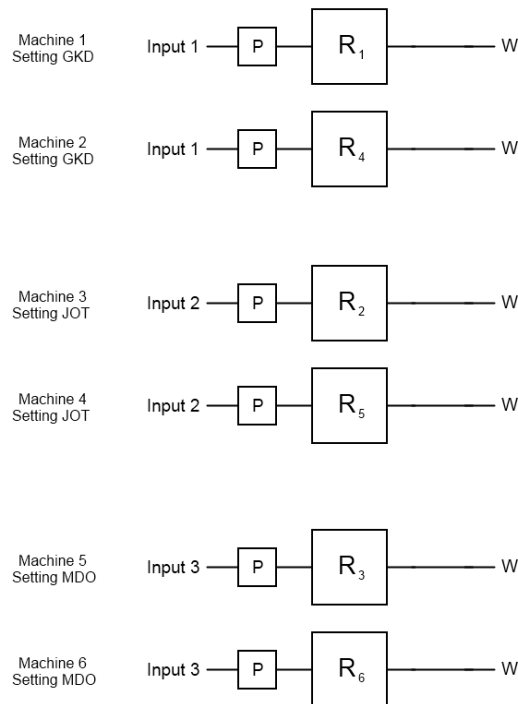 Machine 1
Setting GKD
Input 1
P
R₁
W
Machine 2
Setting GKD
Input 1
P
R₄
W
Machine 3
Setting JOT
Input 2
P
R₂
W
Machine 4
Setting JOT
Input 2
P
R₅
W
Machine 5
Setting MDO
Input 3
P
R₃
W
Machine 6
Setting MDO
Input 3
P
R₆
W